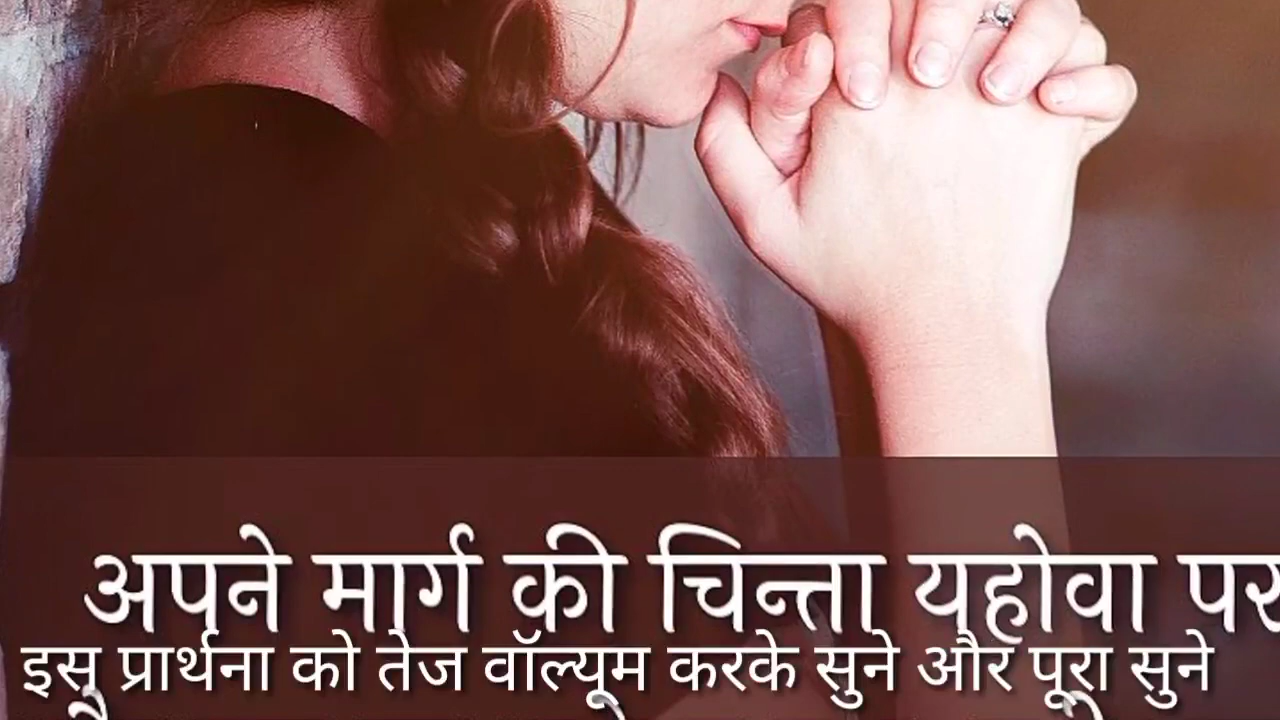 अपने मार्ग की चिन्ता यहोवा पर
इस प्रार्थना को तेज वॉल्यूम करके सुने और पूरा सुने